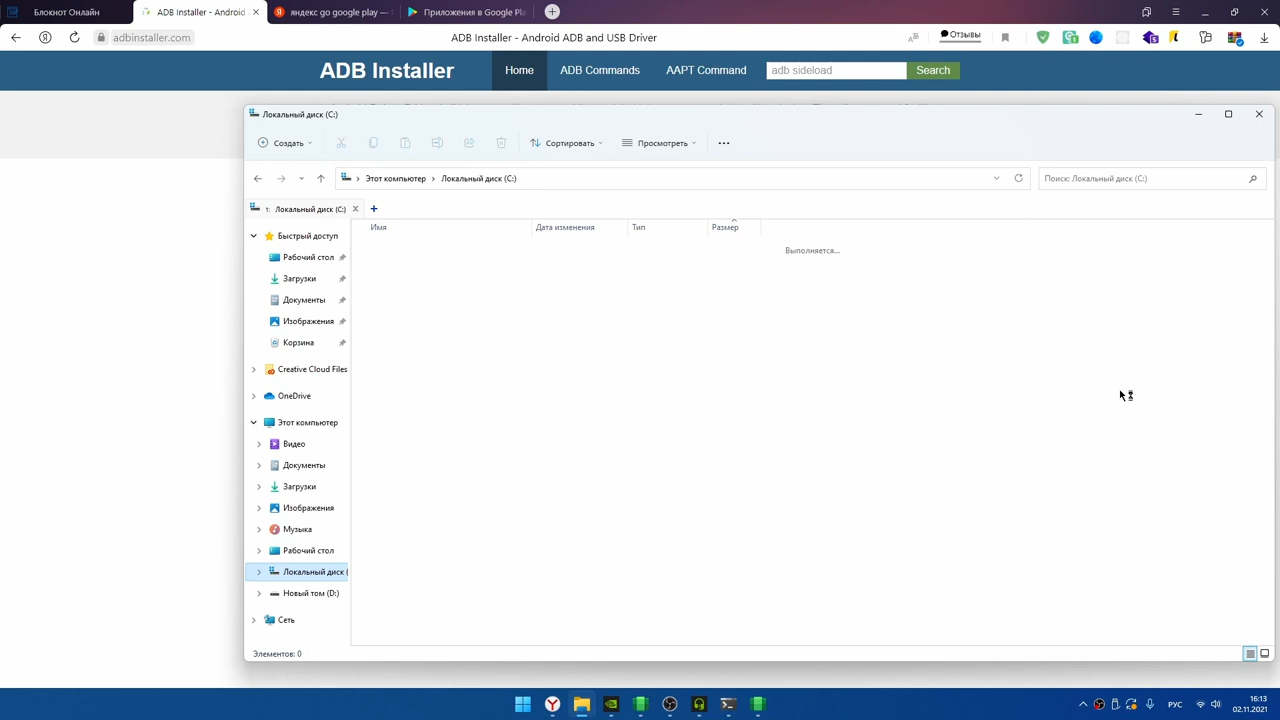 Блокнот Онлайн
ADB Installer - Android
яндекс go google play —
Приложения в Google Pla
adbinstaller.com
ADB Installer - Android ADB and USB Driver
Отзывы
ADB Installer
Home
ADB Commands
AAPT Command
adb sideload
Search
Локальный диск (C:)
Создать
Сортировать
Просмотреть
Этот компьютер
Локальный диск (C:)
Поиск: Локальный диск (C:)
1: Локальный диск (C:)
Имя
Дата изменения
Тип
Размер
Выполняется...
Быстрый доступ
Рабочий стол
Загрузки
Документы
Изображения
Корзина
Creative Cloud Files
OneDrive
Этот компьютер
Видео
Документы
Загрузки
Изображения
Музыка
Рабочий стол
Локальный диск (
Новый том (D:)
Сеть
Элементов: 0
РУС
16:13
02.11.2021